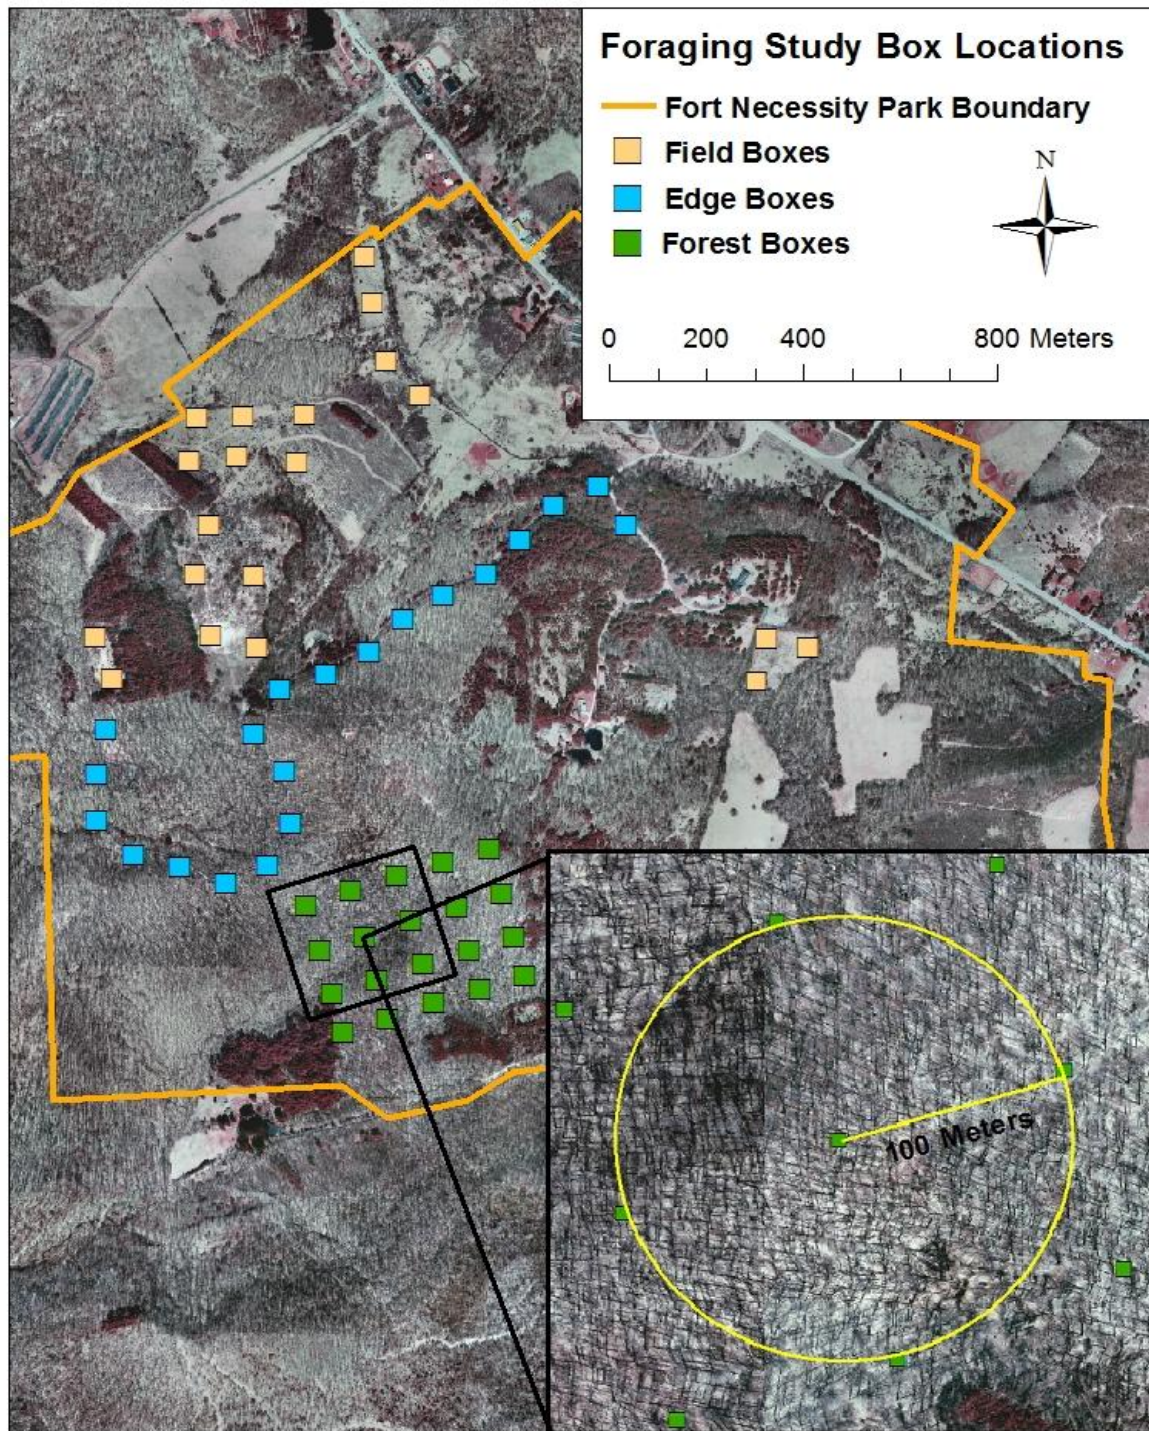 Foraging Study Box Locations
Fort Necessity Park Boundary
Field Boxes
Edge Boxes
Forest Boxes
N
0 200 400 800 Meters
100 Meters